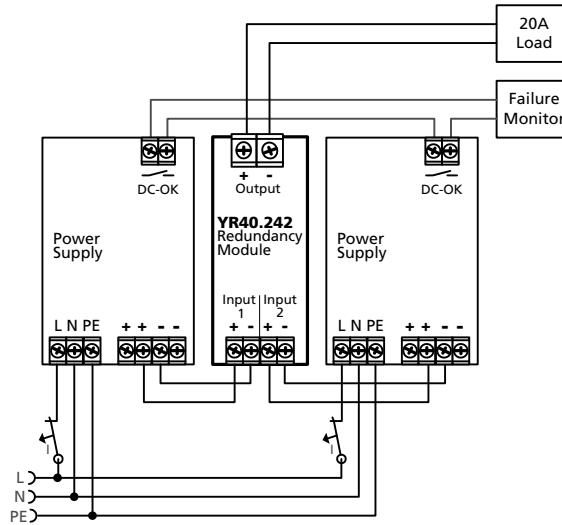 20A
Load
Failure
Monitor
DC-OK
+ -
Output
DC-OK
YR40.242
Redundancy
Module
Power
Supply
Power
Supply
Input
1
Input
2
L N PE
+ + - -
+ - + -
L N PE
+ + - -
I
I
L
N
PE